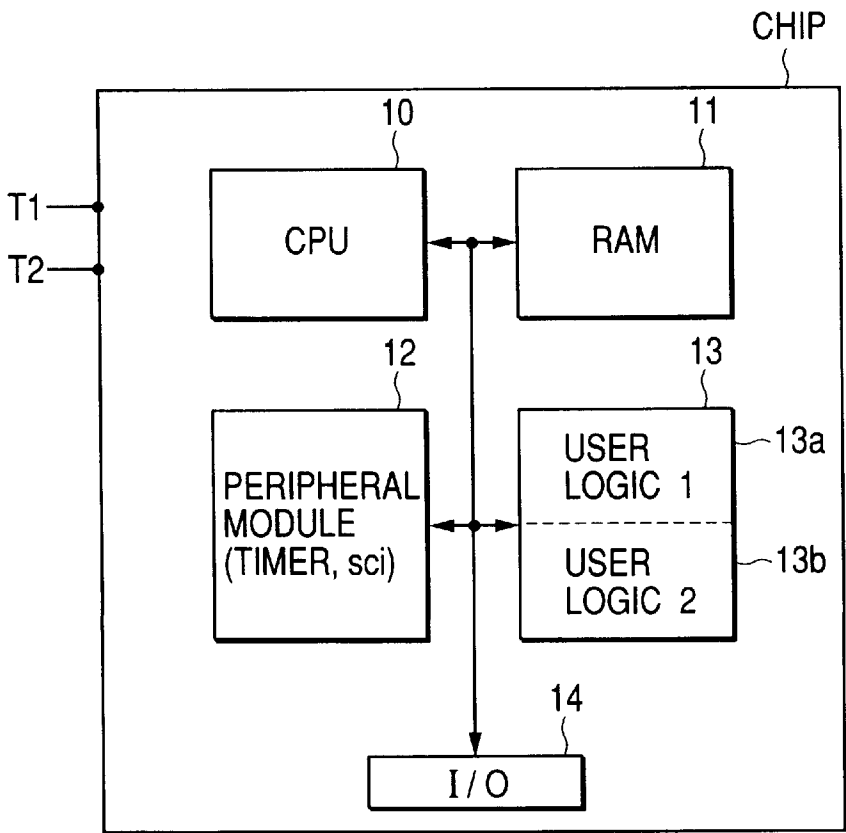 CHIP
10
11
T1
CPU
RAM
T2
12
13
PERIPHERAL
MODULE
(TIMER, sci)
USER
LOGIC 1
13a
USER
LOGIC 2
13b
14
I/O